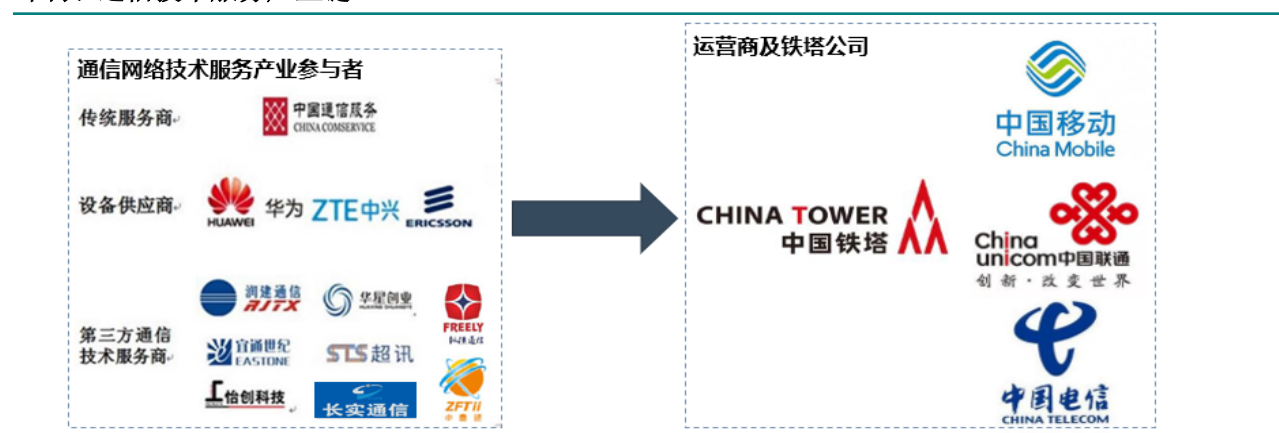 通信网络技术服务产业参与者
传统服务商
中国通信服务
CHINA COMSERVICE
设备供应商
HUAWEI
华为
ZTE中兴
ERICSSON
第三方通信
技术服务商
润建通信
RJTX
华星创业
FREELY
宜通世纪
EASTONE
STS超讯
怡创科技
长实通信
ZFTii
运营商及铁塔公司
中国移动
China Mobile
CHINA TOWER
中国铁塔
China
unicom中国联通
创新·改变世界
中国电信
CHINA TELECOM